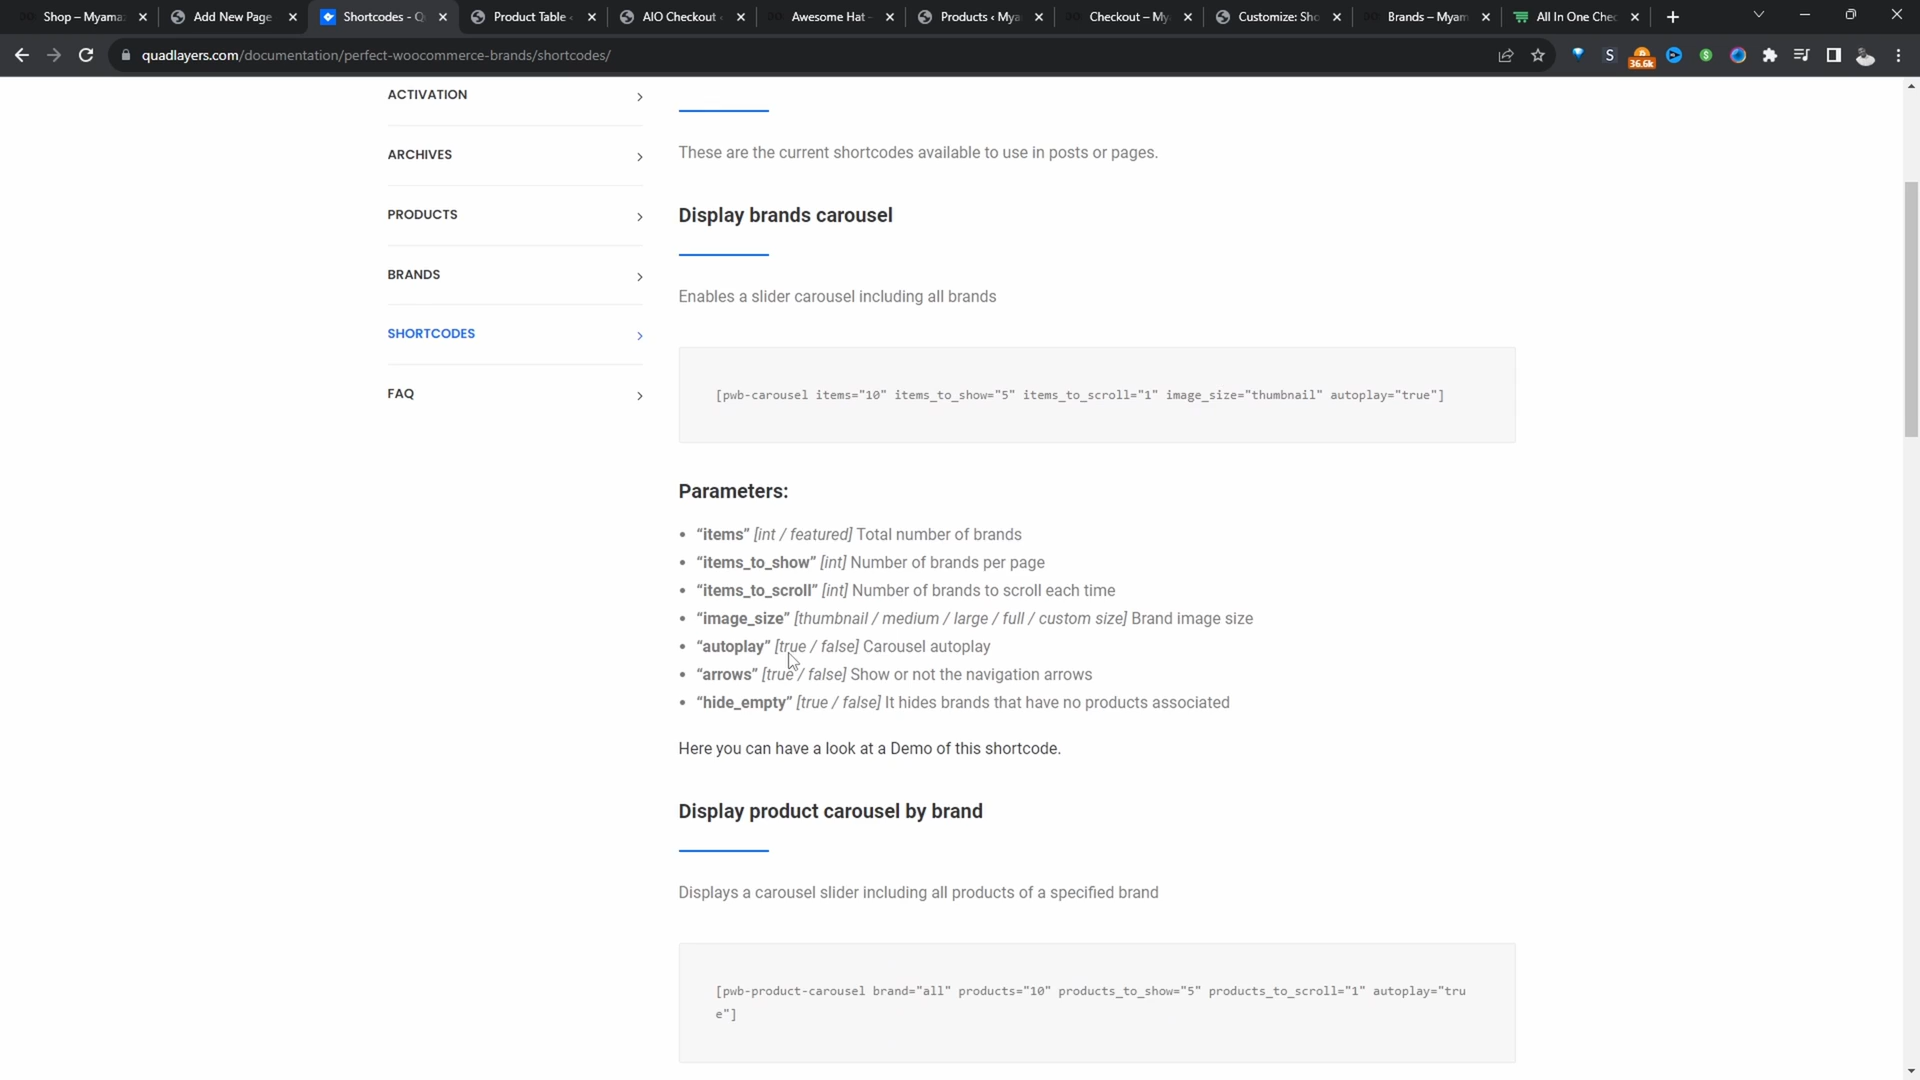 Shop – Myama
Add New Page
Shortcodes - Q
Product Table ‹
AIO Checkout ‹
Awesome Hat –
Products ‹ Mya
Checkout – My
Customize: Sho
Brands – Myam
All In One Chec
quadlayers.com/documentation/perfect-woocommerce-brands/shortcodes/
S
36.6k
ACTIVATION
ARCHIVES
PRODUCTS
BRANDS
SHORTCODES
FAQ
These are the current shortcodes available to use in posts or pages.
Display brands carousel
Enables a slider carousel including all brands
[pwb-carousel items="10" items_to_show="5" items_to_scroll="1" image_size="thumbnail" autoplay="true"]
Parameters:
• “items” [int / featured] Total number of brands
• “items_to_show” [int] Number of brands per page
• “items_to_scroll” [int] Number of brands to scroll each time
• “image_size” [thumbnail / medium / large / full / custom size] Brand image size
• “autoplay” [true / false] Carousel autoplay
• “arrows” [true / false] Show or not the navigation arrows
• “hide_empty” [true / false] It hides brands that have no products associated
Here you can have a look at a Demo of this shortcode.
Display product carousel by brand
Displays a carousel slider including all products of a specified brand
[pwb-product-carousel brand="all" products="10" products_to_show="5" products_to_scroll="1" autoplay="tru
e"]